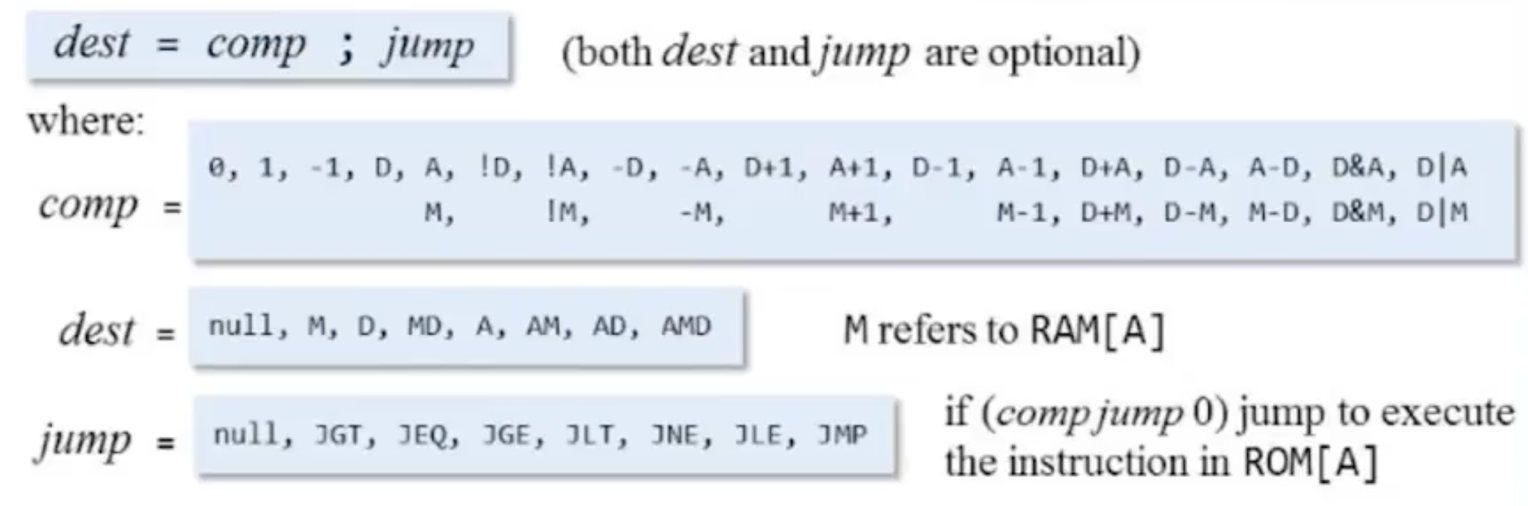 dest = comp ; jump (both dest and jump are optional)
where:
comp = 0, 1, -1, D, A, !D, !A, -D, -A, D+1, A+1, D-1, A-1, D+A, D-A, A-D, D&A, D|A
M, !M, -M, M+1, M-1, D+M, D-M, M-D, D&M, D|M
dest = null, M, D, MD, A, AM, AD, AMD M refers to RAM[A]
jump = null, JGT, JEQ, JGE, JLT, JNE, JLE, JMP if (comp jump 0) jump to execute
the instruction in ROM[A]